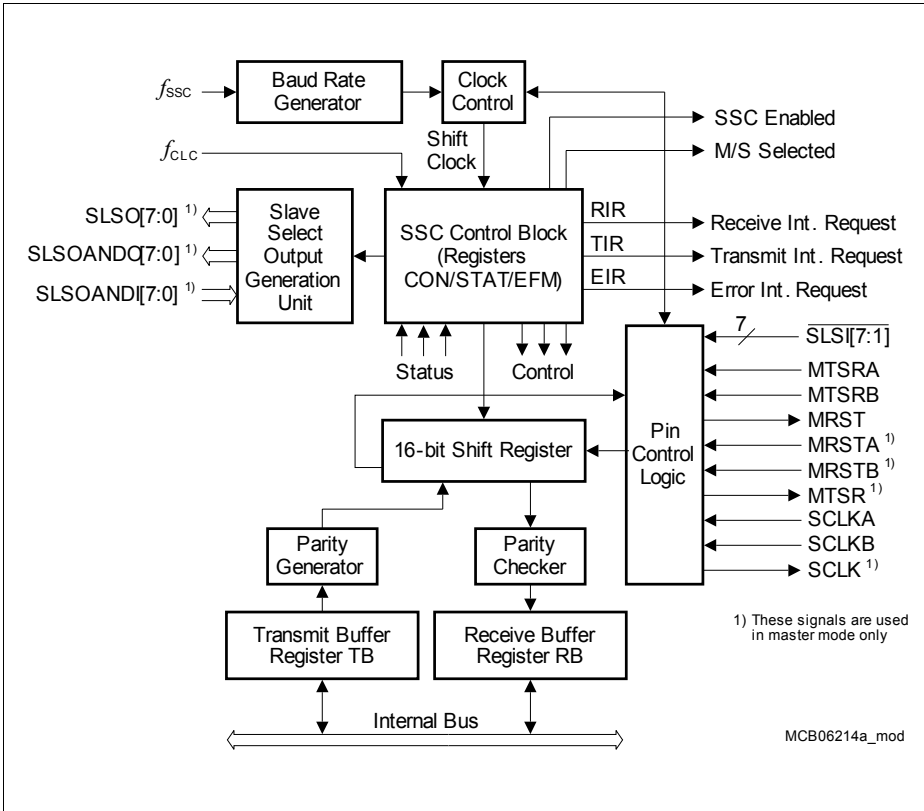 fSSC
Baud Rate
Generator
Clock
Control
SSC Enabled
fCLC
Shift
Clock
M/S Selected
SLSO[7:0] 1)
SLSOANDO[7:0] 1)
SLSOANDI[7:0] 1)
Slave
Select
Output
Generation
Unit
SSC Control Block
(Registers
CON/STAT/EFM)
RIR
Receive Int. Request
TIR
Transmit Int. Request
EIR
Error Int. Request
Status
Control
7
SLSI[7:1]
MTSRA
MTSRB
MRST
MRSTA 1)
MRSTB 1)
MTSR 1)
SCLKA
SCLKB
SCLK 1)
Pin
Control
Logic
16-bit Shift Register
Parity
Generator
Parity
Checker
Transmit Buffer
Register TB
Receive Buffer
Register RB
1) These signals are used
in master mode only
Internal Bus
MCB06214a_mod